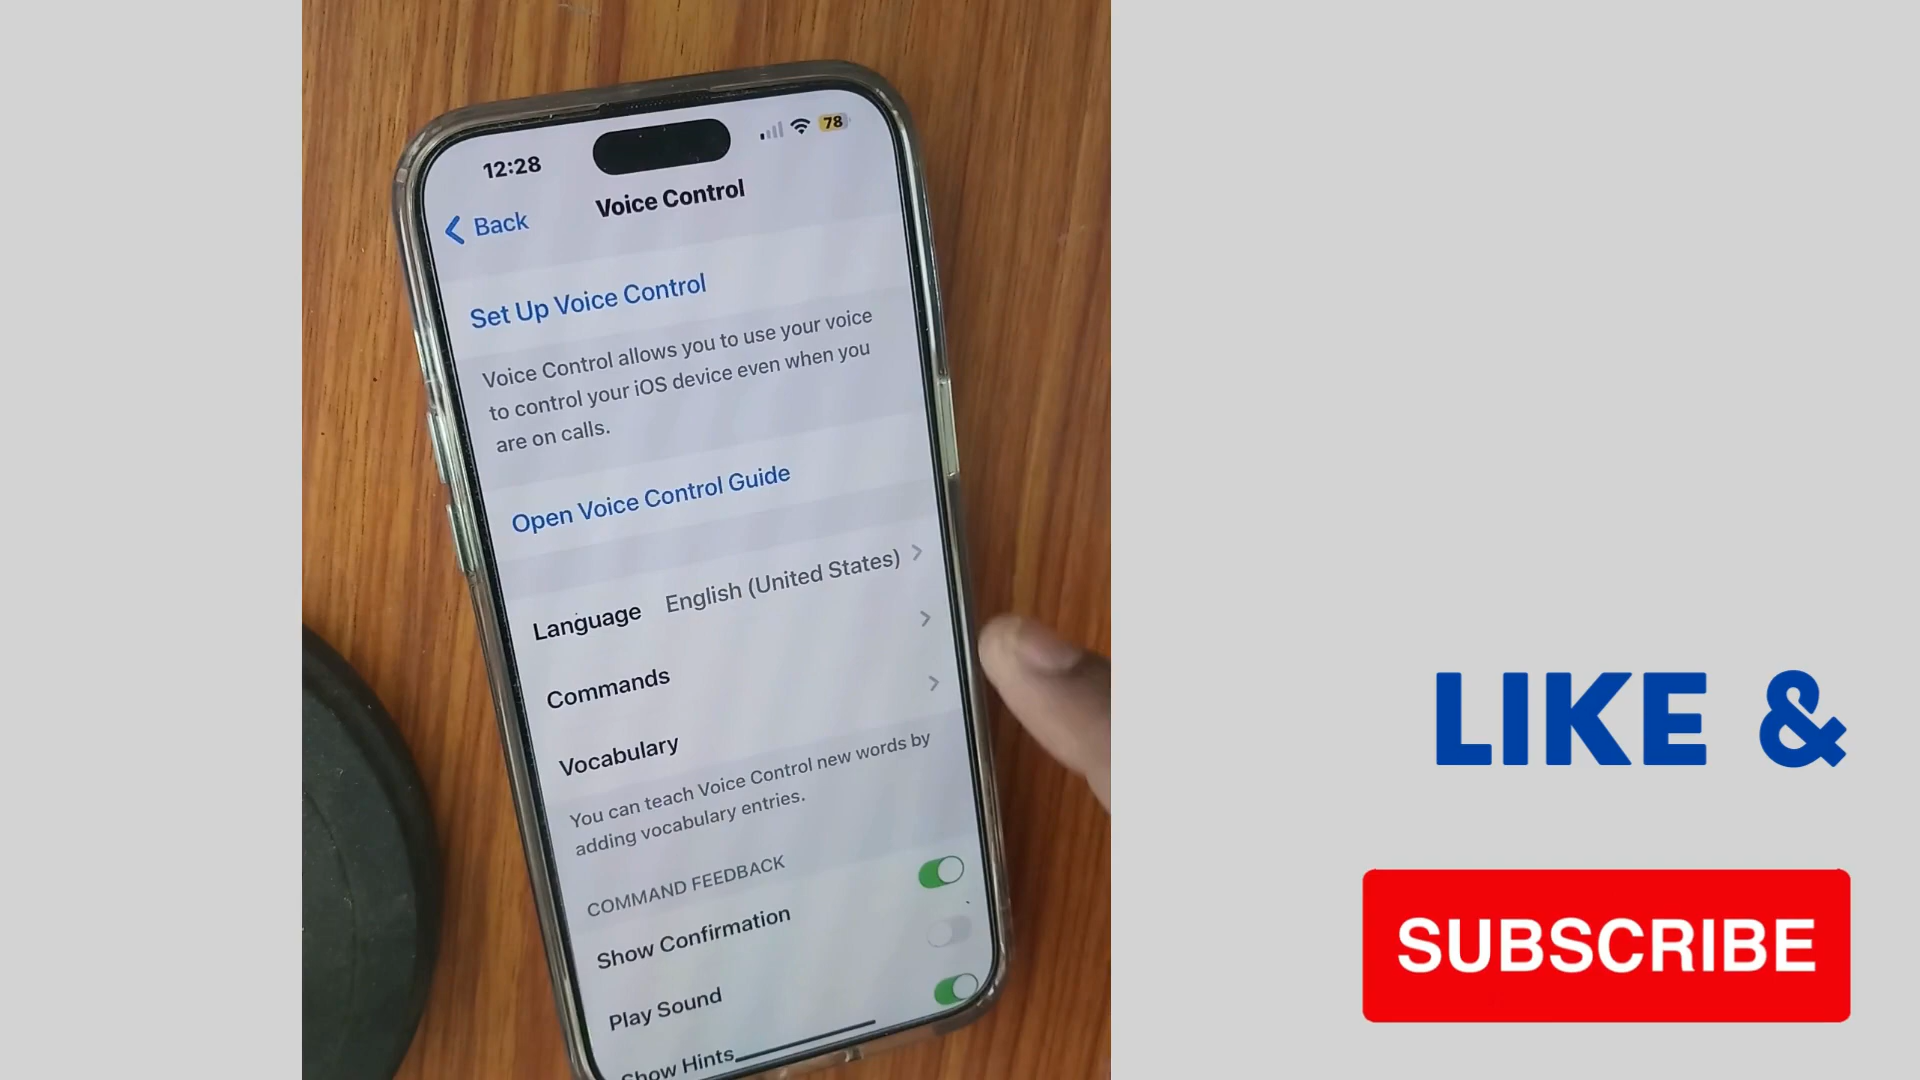 12:28
78
Back
Voice Control
Set Up Voice Control
Voice Control allows you to use your voice
to control your iOS device even when you
are on calls.
Open Voice Control Guide
Language English (United States)
Commands
Vocabulary
You can teach Voice Control new words by
adding vocabulary entries.
COMMAND FEEDBACK
Show Confirmation
Play Sound
Show Hints
LIKE &
SUBSCRIBE